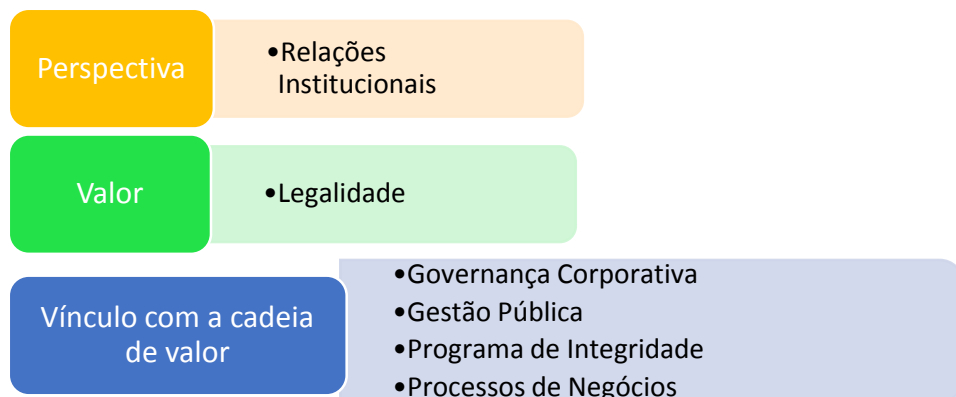 Perspectiva
•Relações
Institucionais
Valor
•Legalidade
Vínculo com a cadeia
de valor
•Governança Corporativa
•Gestão Pública
•Programa de Integridade
•Processos de Negócios